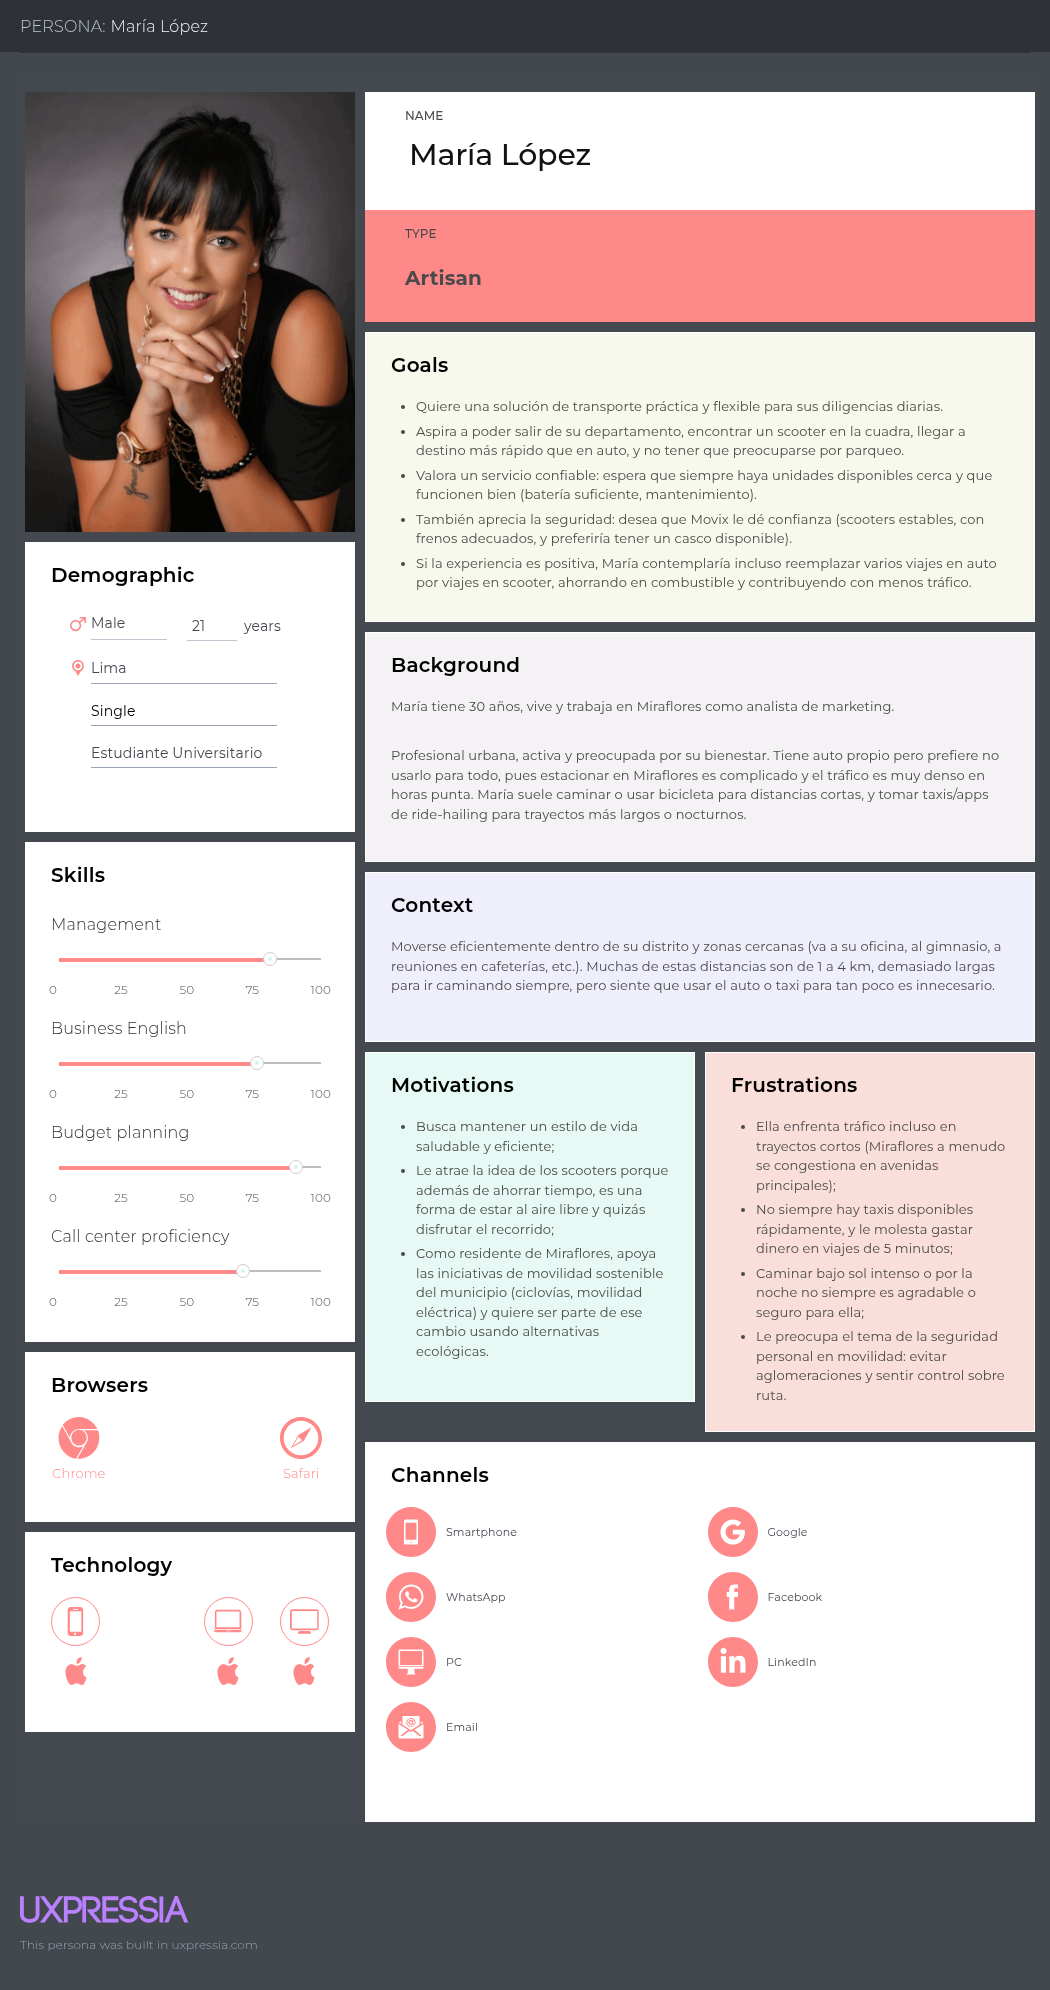 PERSONA: María López
NAME
María López
TYPE
Artisan
Goals
• Quiere una solución de transporte práctica y flexible para sus diligencias diarias.
• Aspira a poder salir de su departamento, encontrar un scooter en la cuadra, llegar a
destino más rápido que en auto, y no tener que preocuparse por parqueo.
• Valora un servicio confiable: espera que siempre haya unidades disponibles cerca y que
funcionen bien (batería suficiente, mantenimiento).
• También aprecia la seguridad: desea que Movix le dé confianza (scooters estables, con
frenos adecuados, y preferiría tener un casco disponible).
• Si la experiencia es positiva, María contemplaría incluso reemplazar varios viajes en auto
por viajes en scooter, ahorrando en combustible y contribuyendo con menos tráfico.
Demographic
Male 21 years
Lima
Single
Estudiante Universitario
Background
María tiene 30 años, vive y trabaja en Miraflores como analista de marketing.
Profesional urbana, activa y preocupada por su bienestar. Tiene auto propio pero prefiere no
usarlo para todo, pues estacionar en Miraflores es complicado y el tráfico es muy denso en
horas punta. María suele caminar o usar bicicleta para distancias cortas, y tomar taxis/apps
de ride-hailing para trayectos más largos o nocturnos.
Skills
Management
0 25 50 75 100
Business English
0 25 50 75 100
Budget planning
0 25 50 75 100
Call center proficiency
0 25 50 75 100
Context
Moverse eficientemente dentro de su distrito y zonas cercanas (va a su oficina, al gimnasio, a
reuniones en cafeterías, etc.). Muchas de estas distancias son de 1 a 4 km, demasiado largas
para ir caminando siempre, pero siente que usar el auto o taxi para tan poco es innecesario.
Motivations
• Busca mantener un estilo de vida
saludable y eficiente;
• Le atrae la idea de los scooters porque
además de ahorrar tiempo, es una
forma de estar al aire libre y quizás
disfrutar el recorrido;
• Como residente de Miraflores, apoya
las iniciativas de movilidad sostenible
del municipio (ciclovías, movilidad
eléctrica) y quiere ser parte de ese
cambio usando alternativas
ecológicas.
Frustrations
• Ella enfrenta tráfico incluso en
trayectos cortos (Miraflores a menudo
se congestiona en avenidas
principales);
• No siempre hay taxis disponibles
rápidamente, y le molesta gastar
dinero en viajes de 5 minutos;
• Caminar bajo sol intenso o por la
noche no siempre es agradable o
seguro para ella;
• Le preocupa el tema de la seguridad
personal en movilidad: evitar
aglomeraciones y sentir control sobre
ruta.
Browsers
Chrome Safari
Technology
Channels
Smartphone
Google
WhatsApp
Facebook
PC
LinkedIn
Email
UXPRESSIA
This persona was built in uxpressia.com